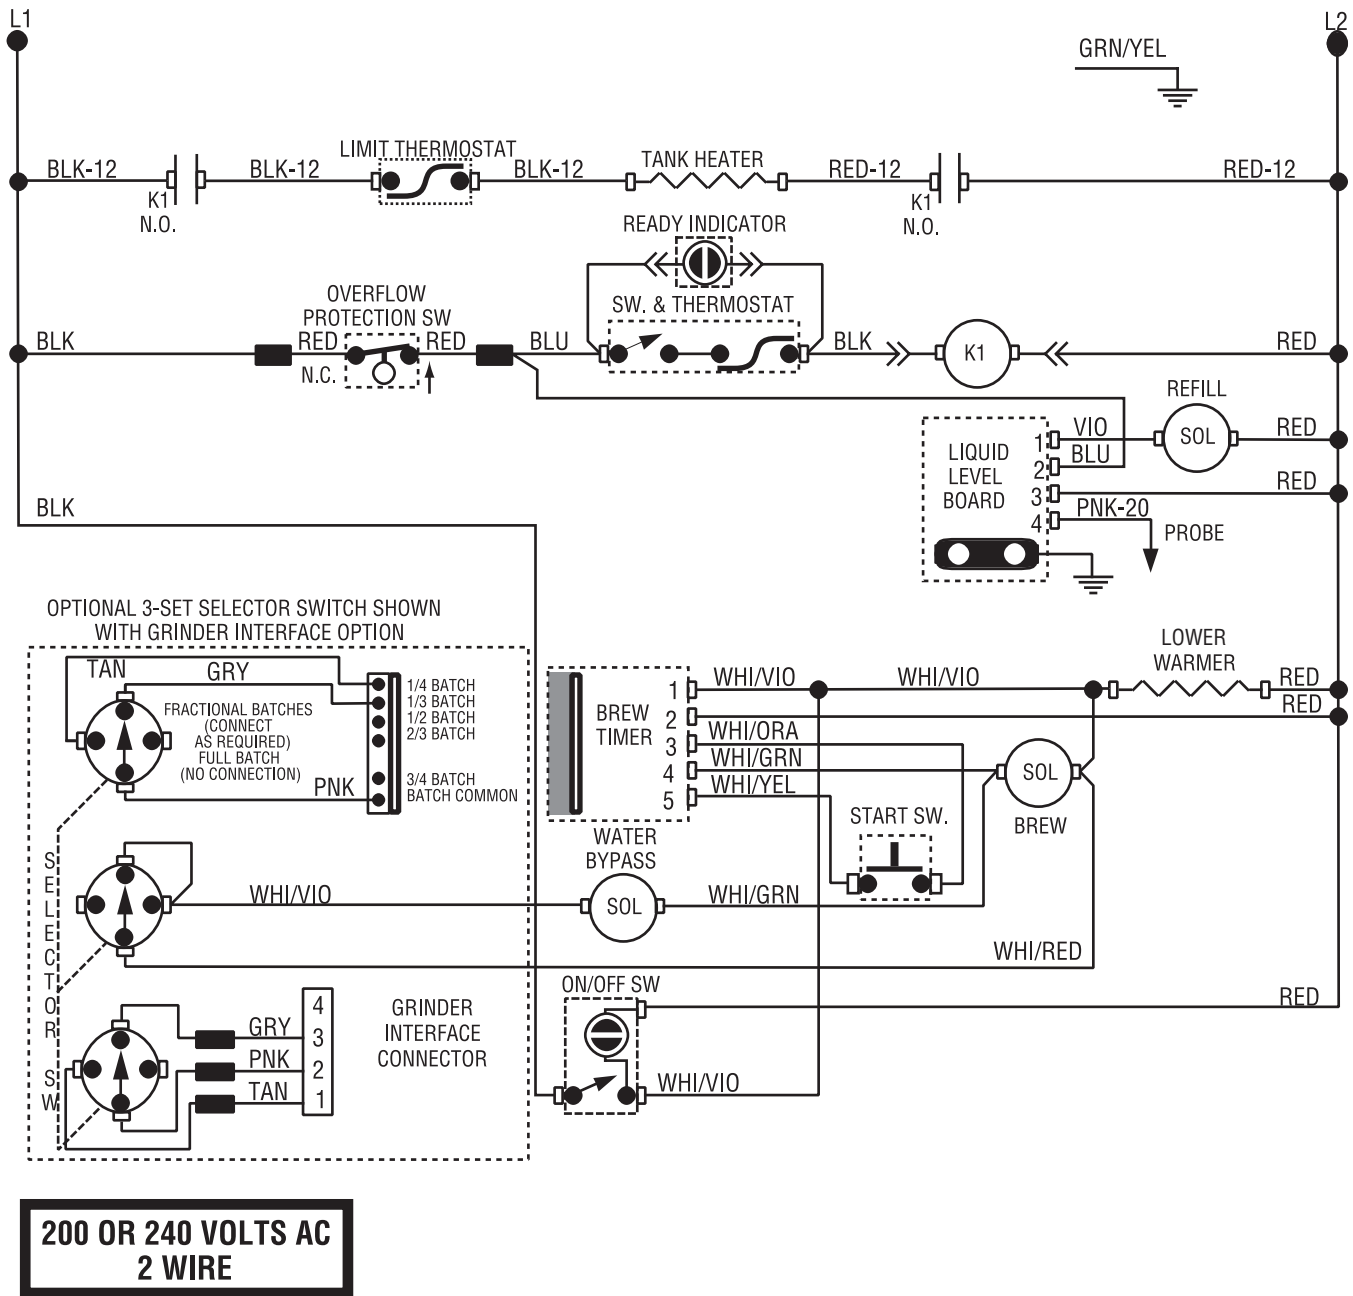 L1
L2
GRN/YEL
LIMIT THERMOSTAT
TANK HEATER
BLK-12
BLK-12
BLK-12
RED-12
RED-12
K1
N.O.
K1
N.O.
READY INDICATOR
OVERFLOW
PROTECTION SW
SW. & THERMOSTAT
BLK
RED
RED
BLU
BLK
K1
RED
N.C.
REFILL
VIO
SOL
RED
LIQUID
LEVEL
BOARD
1
2
3
4
BLU
RED
PNK-20
PROBE
BLK
OPTIONAL 3-SET SELECTOR SWITCH SHOWN
WITH GRINDER INTERFACE OPTION
TAN
GRY
FRACTIONAL BATCHES
(CONNECT
AS REQUIRED)
FULL BATCH
(NO CONNECTION)
PNK
1/4 BATCH
1/3 BATCH
1/2 BATCH
2/3 BATCH
3/4 BATCH
BATCH COMMON
LOWER
WARMER
BREW
TIMER
1
2
3
4
5
WHI/VIO
WHI/VIO
RED
RED
WHI/ORA
WHI/GRN
WHI/YEL
SOL
BREW
START SW.
WATER
BYPASS
SELECTOR SW
WHI/VIO
SOL
WHI/GRN
WHI/RED
ON/OFF SW
RED
WHI/VIO
GRY
PNK
TAN
4
3
2
1
GRINDER
INTERFACE
CONNECTOR
200 OR 240 VOLTS AC
2 WIRE